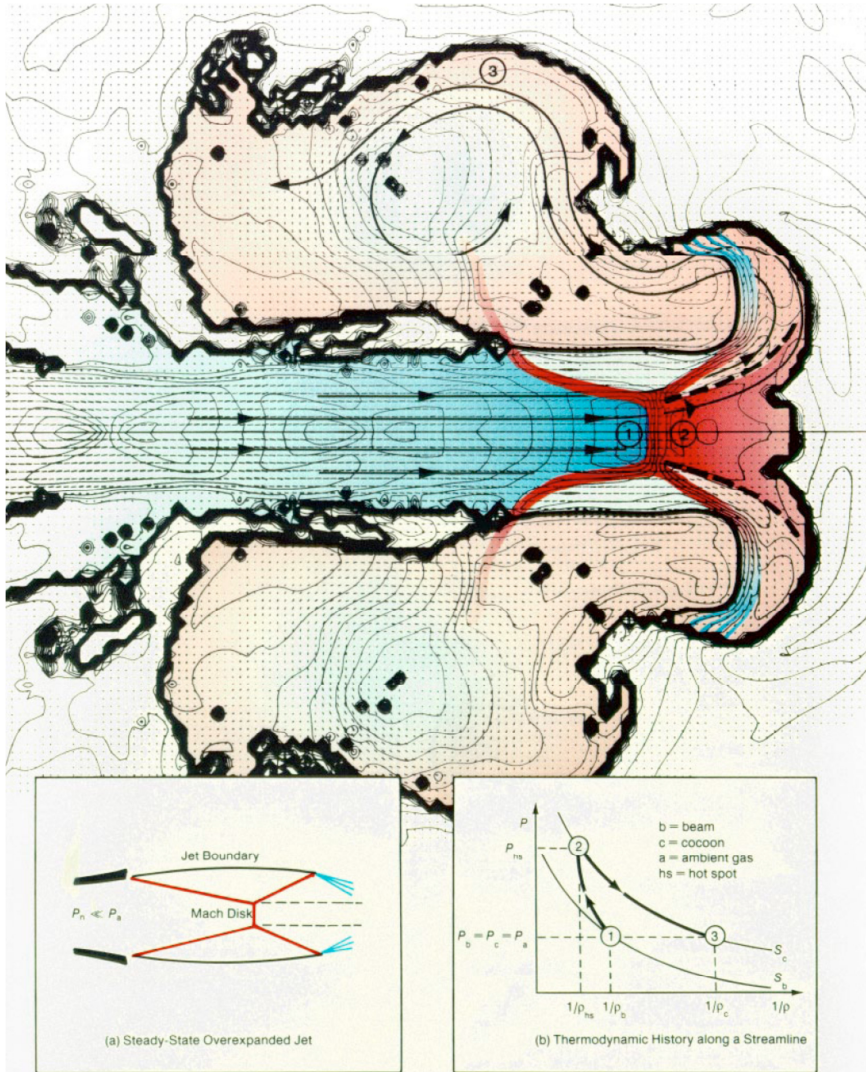 ③
①
②
Jet Boundary
Pₙ ≪ Pₐ
Mach Disk
(a) Steady-State Overexpanded Jet
P
b = beam
c = cocoon
a = ambient gas
hs = hot spot
P_hs
②
P_b = P_c = P_a
①
③
S_c
S_b
1/ρ_hs
1/ρ_b
1/ρ_c
1/ρ
(b) Thermodynamic History along a Streamline